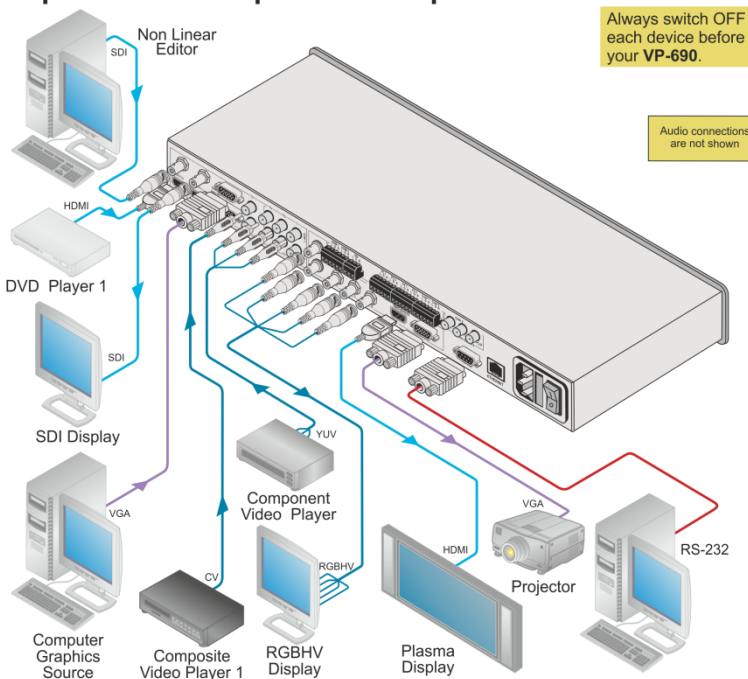 Always switch OFF
each device before
your VP-690.
Audio connections
are not shown
Non Linear
Editor
SDI
HDMI
DVD Player 1
SDI
SDI Display
VGA
Computer
Graphics
Source
CV
Composite
Video Player 1
YUV
Component
Video Player
RGBHV
RGBHV
Display
HDMI
Plasma
Display
VGA
Projector
RS-232